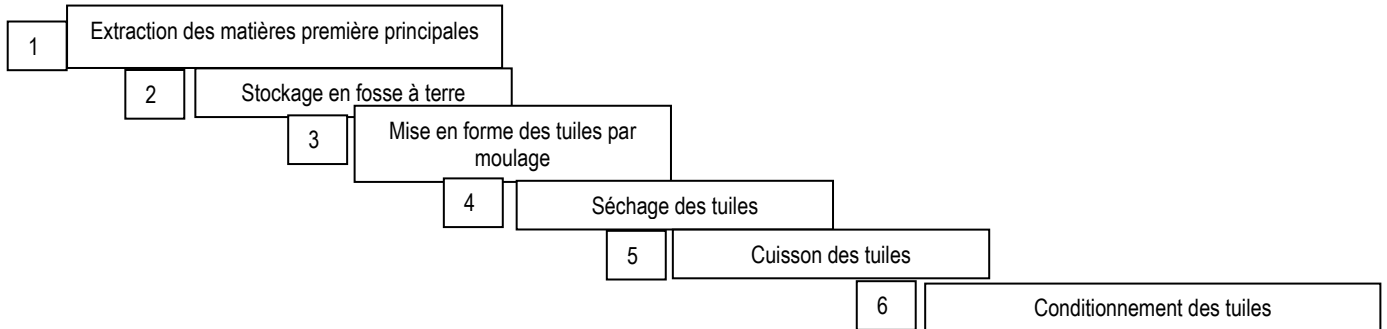 1
Extraction des matières première principales
2
Stockage en fosse à terre
3
Mise en forme des tuiles par
moulage
4
Séchage des tuiles
5
Cuisson des tuiles
6
Conditionnement des tuiles